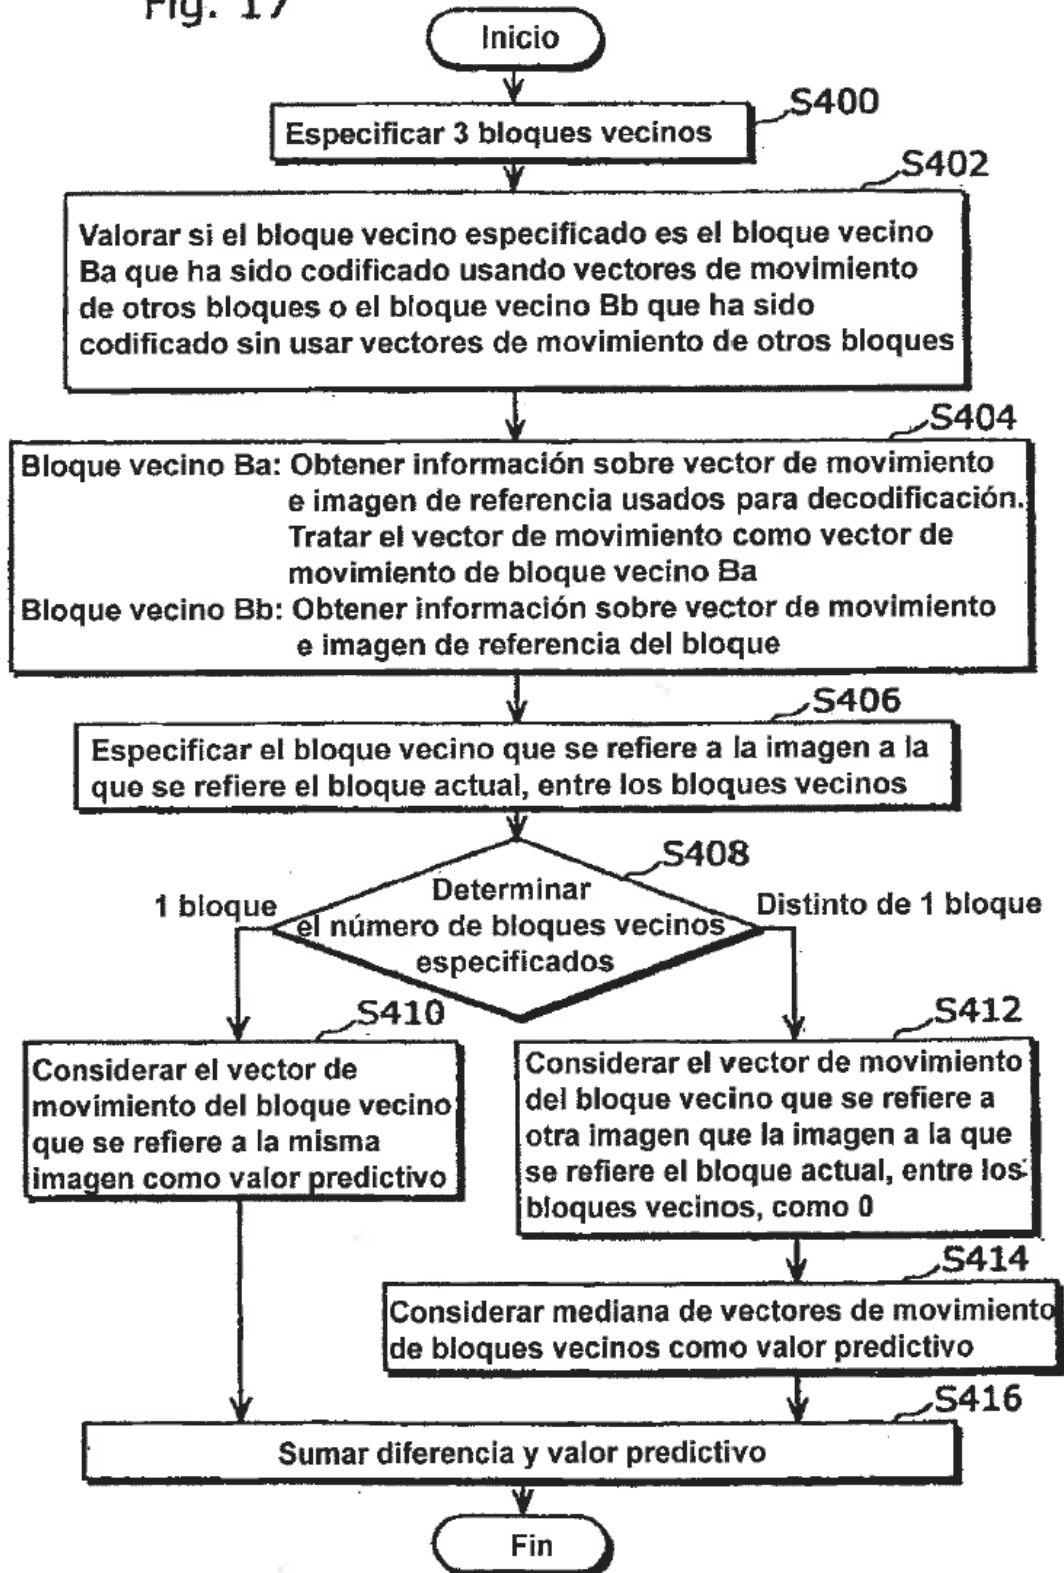 Fig. 17
Inicio
S400
Especificar 3 bloques vecinos
S402
Valorar si el bloque vecino especificado es el bloque vecino
Ba que ha sido codificado usando vectores de movimiento
de otros bloques o el bloque vecino Bb que ha sido
codificado sin usar vectores de movimiento de otros bloques
S404
Bloque vecino Ba: Obtener información sobre vector de movimiento
e imagen de referencia usados para decodificación.
Tratar el vector de movimiento como vector de
movimiento de bloque vecino Ba
Bloque vecino Bb: Obtener información sobre vector de movimiento
e imagen de referencia del bloque
S406
Especificar el bloque vecino que se refiere a la imagen a la
que se refiere el bloque actual, entre los bloques vecinos
S408
Determinar
el número de bloques vecinos
especificados
1 bloque
Distinto de 1 bloque
S410
Considerar el vector de
movimiento del bloque vecino
que se refiere a la misma
imagen como valor predictivo
S412
Considerar el vector de movimiento
del bloque vecino que se refiere a
otra imagen que la imagen a la que
se refiere el bloque actual, entre los
bloques vecinos, como 0
S414
Considerar mediana de vectores de movimiento
de bloques vecinos como valor predictivo
S416
Sumar diferencia y valor predictivo
Fin